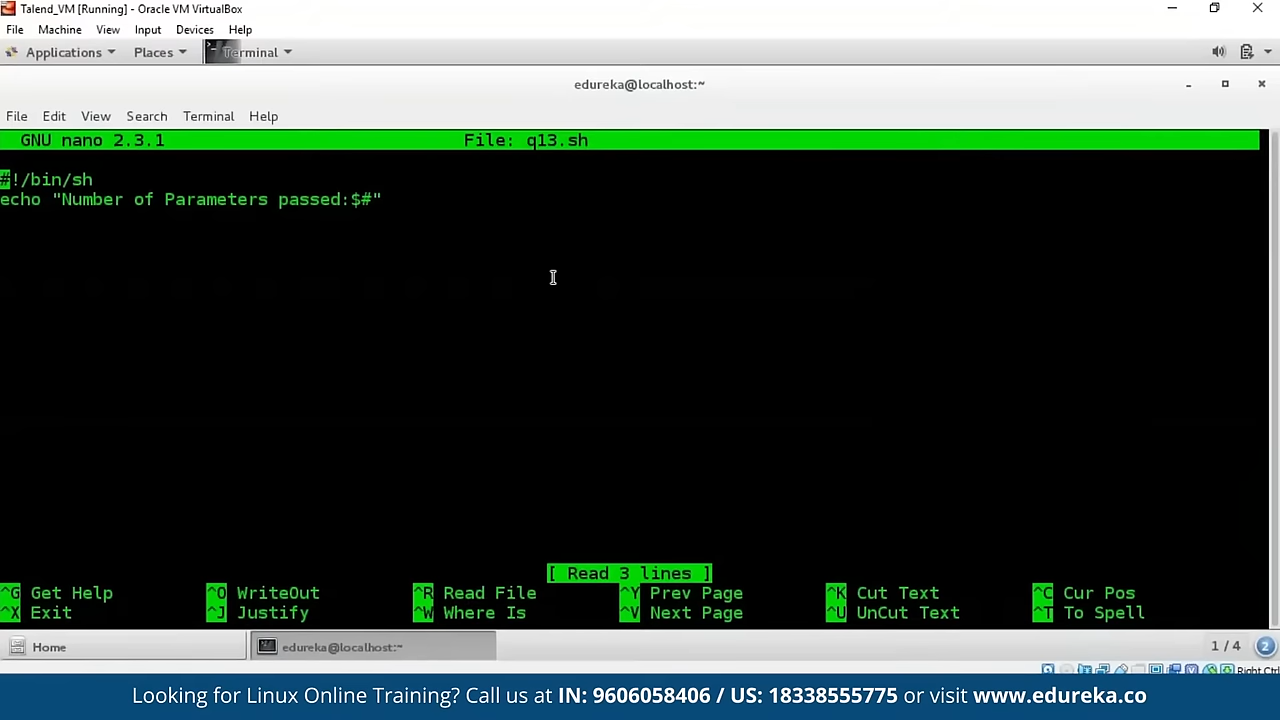 Talend_VM [Running] - Oracle VM VirtualBox
File Machine View Input Devices Help
Applications Places Terminal
edureka@localhost:~
File Edit View Search Terminal Help
GNU nano 2.3.1 File: q13.sh
#!/bin/sh
echo "Number of Parameters passed:$#"
[ Read 3 lines ]
^G Get Help ^O WriteOut ^R Read File ^Y Prev Page ^K Cut Text ^C Cur Pos
^X Exit ^J Justify ^W Where Is ^V Next Page ^U UnCut Text ^T To Spell
Home edureka@localhost:~ 1 / 4 2
Right Ctrl
Looking for Linux Online Training? Call us at IN: 9606058406 / US: 18338555775 or visit www.edureka.co